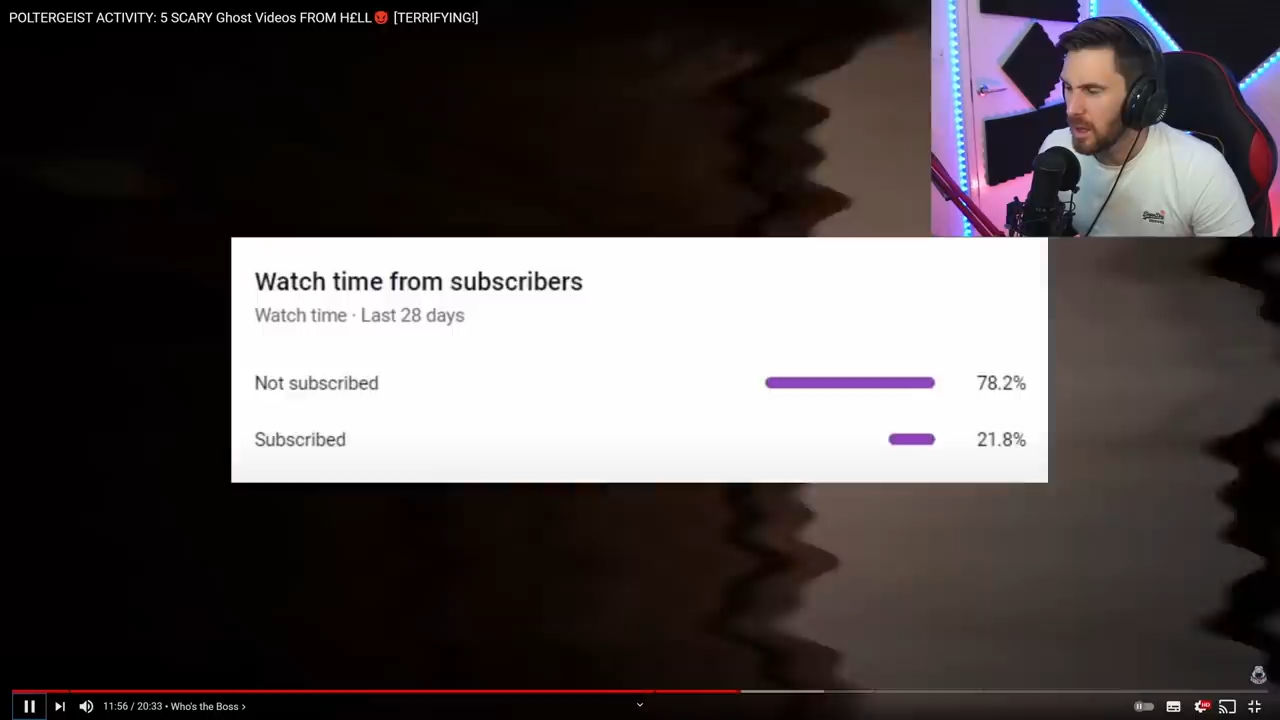 POLTERGEIST ACTIVITY: 5 SCARY Ghost Videos FROM H£LL😈 [TERRIFYING!]
Watch time from subscribers
Watch time · Last 28 days
Not subscribed 78.2%
Subscribed 21.8%
11:56 / 20:33 • Who's the Boss ›
HD